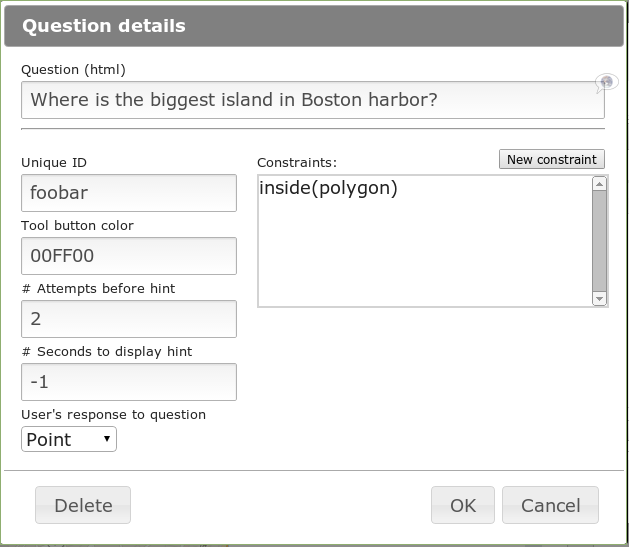 Question details
Question (html)
Where is the biggest island in Boston harbor?
Unique ID
foobar
Tool button color
00FF00
# Attempts before hint
2
# Seconds to display hint
-1
User's response to question
Point
Constraints:
New constraint
inside(polygon)
Delete
OK
Cancel